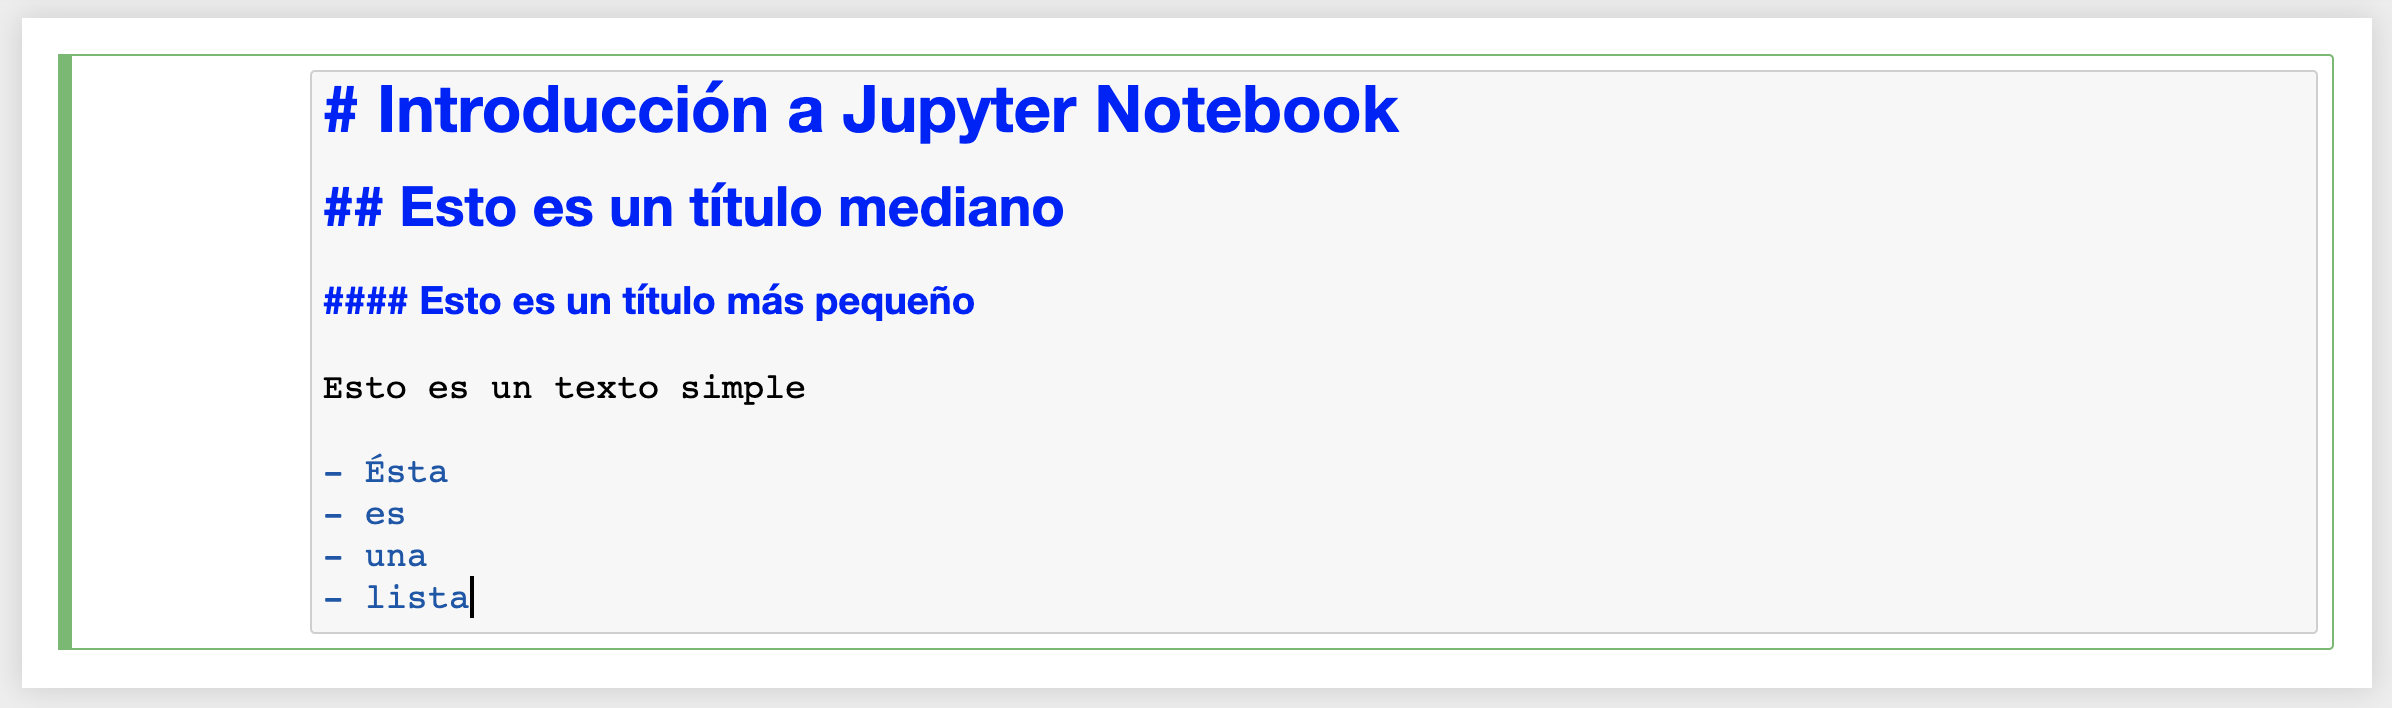 # Introducción a Jupyter Notebook
## Esto es un título mediano
#### Esto es un título más pequeño
Esto es un texto simple
- Ésta
- es
- una
- lista